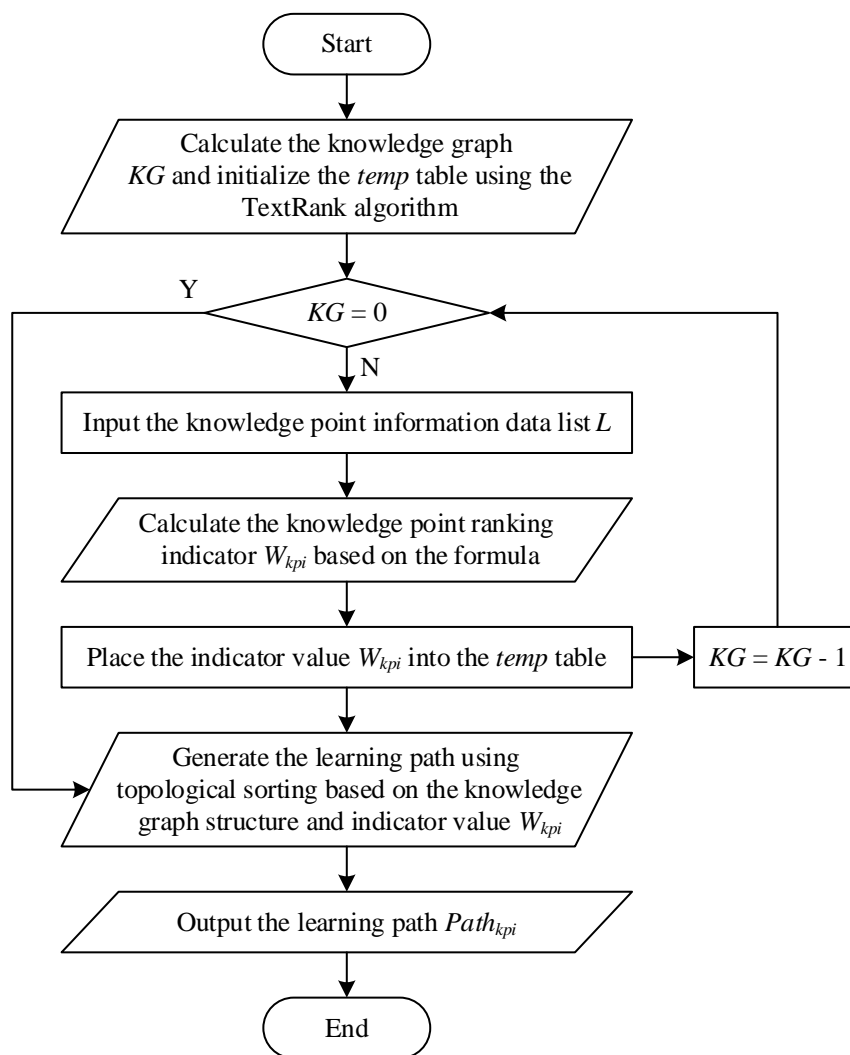 Start
Calculate the knowledge graph
KG and initialize the temp table using the
TextRank algorithm
Y
KG = 0
N
Input the knowledge point information data list L
Calculate the knowledge point ranking
indicator Wkpi based on the formula
Place the indicator value Wkpi into the temp table
KG = KG - 1
Generate the learning path using
topological sorting based on the knowledge
graph structure and indicator value Wkpi
Output the learning path Pathkpi
End